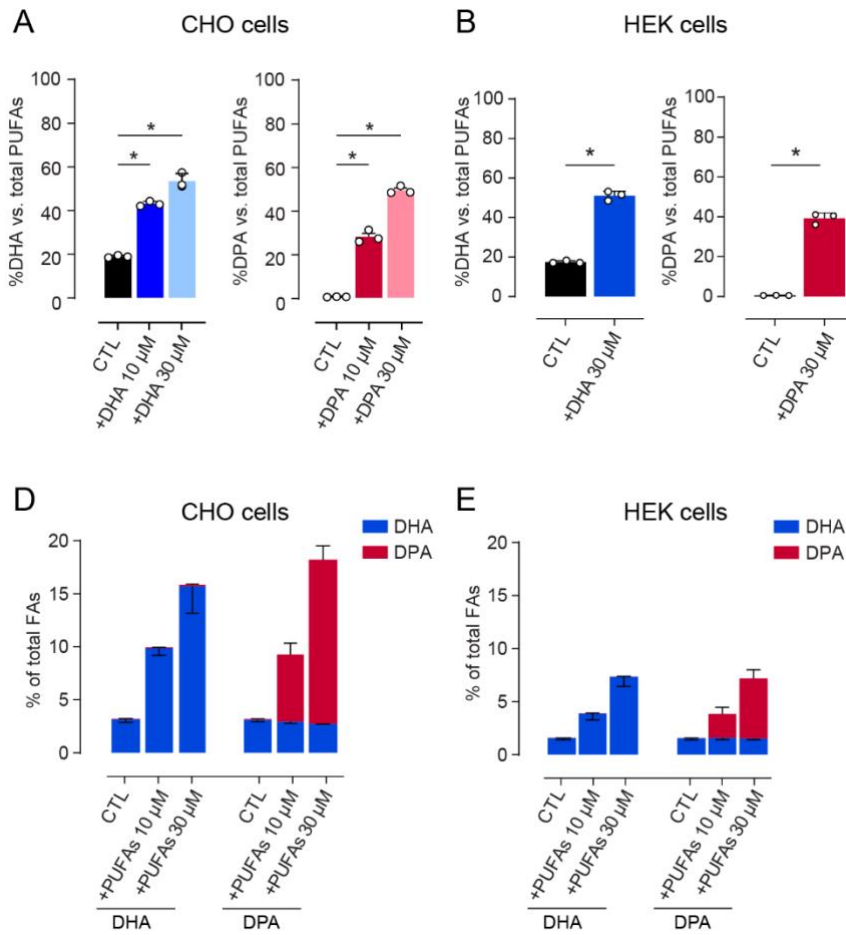 A
CHO cells
%DHA vs. total PUFAs
100
80
60
40
20
0
*
*
CTL
+DHA 10 µM
+DHA 30 µM
%DPA vs. total PUFAs
100
80
60
40
20
0
*
*
CTL
+DPA 10 µM
+DPA 30 µM
B
HEK cells
%DHA vs. total PUFAs
100
80
60
40
20
0
*
CTL
+DHA 30 µM
%DPA vs. total PUFAs
100
80
60
40
20
0
*
CTL
+DPA 30 µM
D
CHO cells
DHA
DPA
% of total FAs
20
15
10
5
0
CTL
+PUFAs 10 µM
+PUFAs 30 µM
CTL
+PUFAs 10 µM
+PUFAs 30 µM
DHA
DPA
E
HEK cells
DHA
DPA
% of total FAs
20
15
10
5
0
CTL
+PUFAs 10 µM
+PUFAs 30 µM
CTL
+PUFAs 10 µM
+PUFAs 30 µM
DHA
DPA